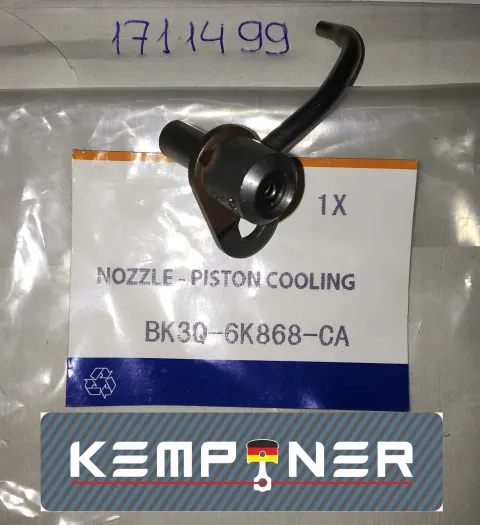 1711499
1X
NOZZLE - PISTON COOLING
BK3Q-6K868-CA
KEMPINER